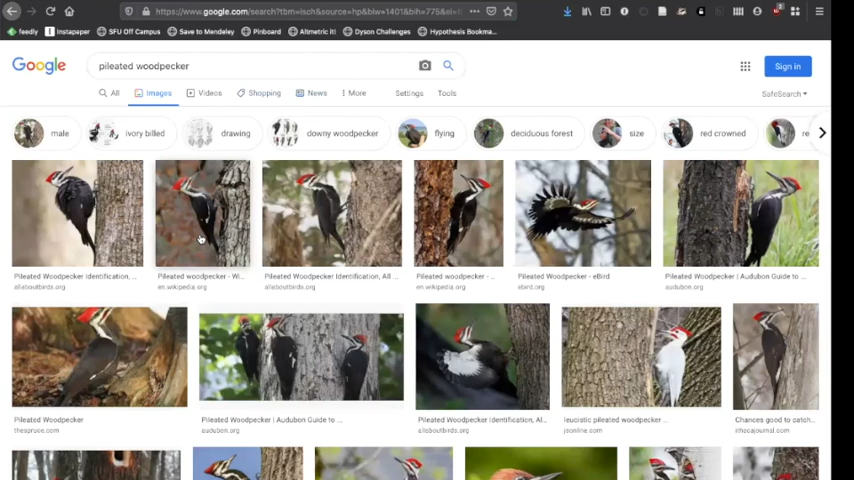 https://www.google.com/search?tbm=isch&source=hp&biw=1401&bih=775&ei=
feedly Instapaper SFU Off Campus Save to Mendeley Pinboard Altmetric it! Dyson Challenges Hypothesis Bookma...
Google pileated woodpecker Sign in
All Images Videos Shopping News More Settings Tools SafeSearch
male ivory billed drawing downy woodpecker flying deciduous forest size red crowned re
Pileated Woodpecker Identification, ... Pileated woodpecker - Wi... Pileated Woodpecker Identification, All ... Pileated woodpecker - ... Pileated Woodpecker - eBird Pileated Woodpecker | Audubon Guide to ...
allaboutbirds.org en.wikipedia.org allaboutbirds.org en.wikipedia.org ebird.org audubon.org
Pileated Woodpecker Pileated Woodpecker | Audubon Guide to ... Pileated Woodpecker Identification, Al... leucistic pileated woodpecker ... Chances good to catch...
thespruce.com audubon.org allaboutbirds.org jsonline.com ithacajournal.com